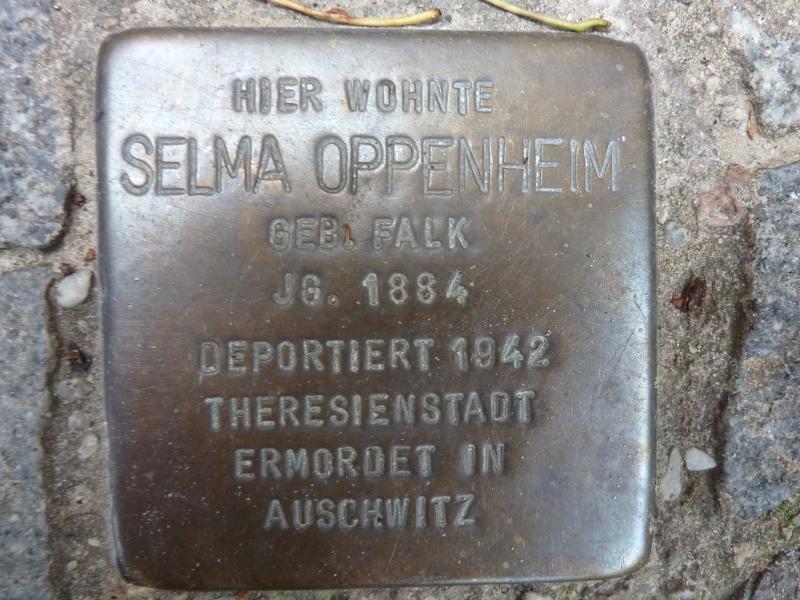 HIER WOHNTE
SELMA OPPENHEIM
GEB. FALK
JG. 1884
DEPORTIERT 1942
THERESIENSTADT
ERMORDET IN
AUSCHWITZ